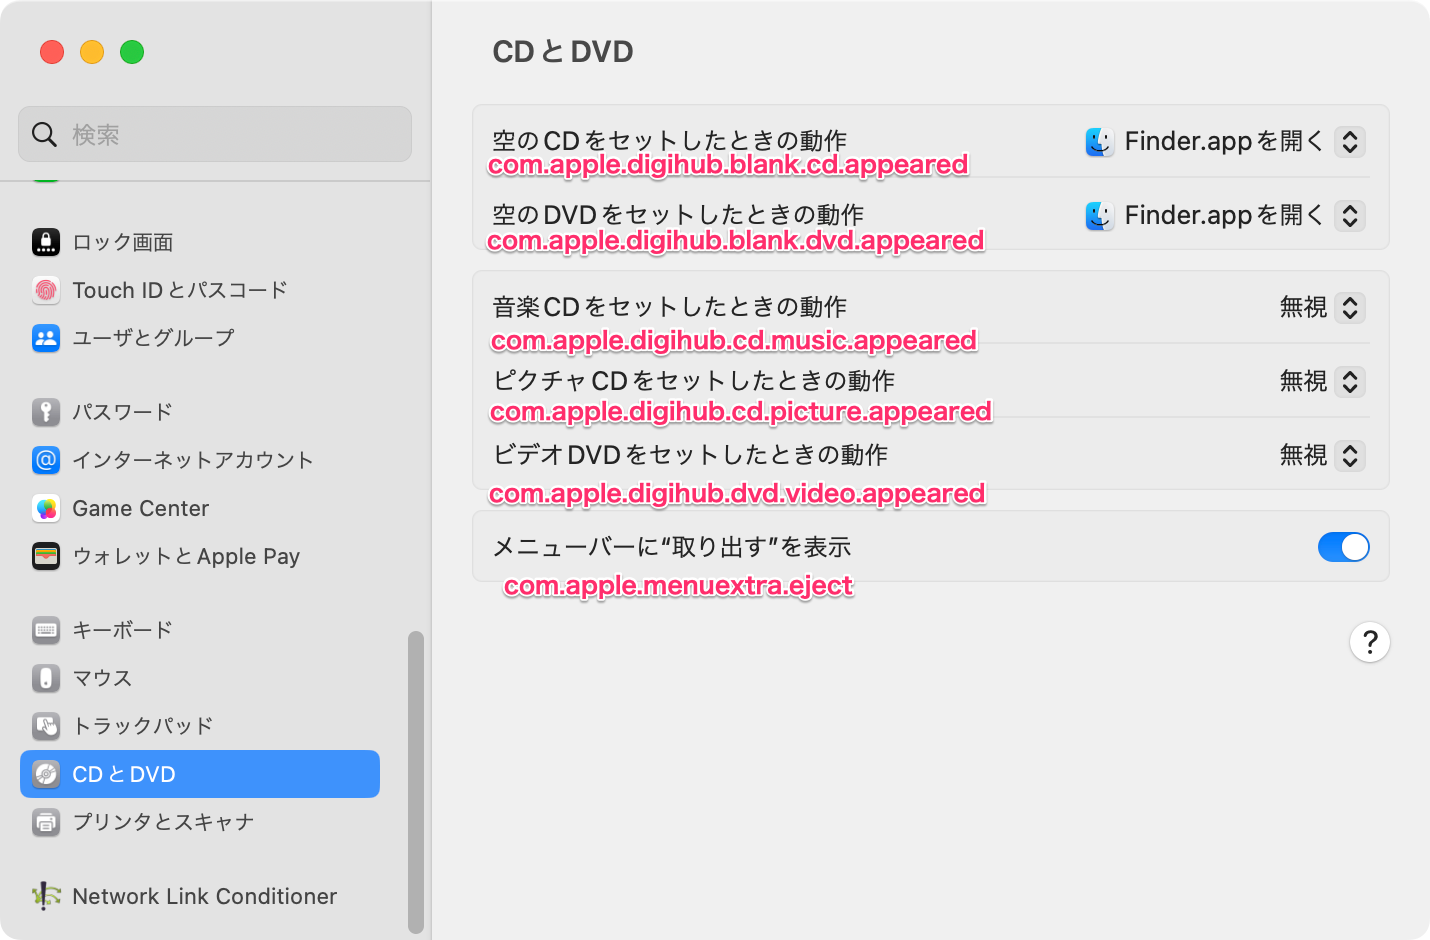 検索
ロック画面
Touch IDとパスコード
ユーザとグループ
パスワード
インターネットアカウント
Game Center
ウォレットとApple Pay
キーボード
マウス
トラックパッド
CDとDVD
プリンタとスキャナ
Network Link Conditioner
CDとDVD
空のCDをセットしたときの動作 Finder.appを開く
com.apple.digihub.blank.cd.appeared
空のDVDをセットしたときの動作 Finder.appを開く
com.apple.digihub.blank.dvd.appeared
音楽CDをセットしたときの動作 無視
com.apple.digihub.cd.music.appeared
ピクチャCDをセットしたときの動作 無視
com.apple.digihub.cd.picture.appeared
ビデオDVDをセットしたときの動作 無視
com.apple.digihub.dvd.video.appeared
メニューバーに“取り出す”を表示
com.apple.menuextra.eject
?